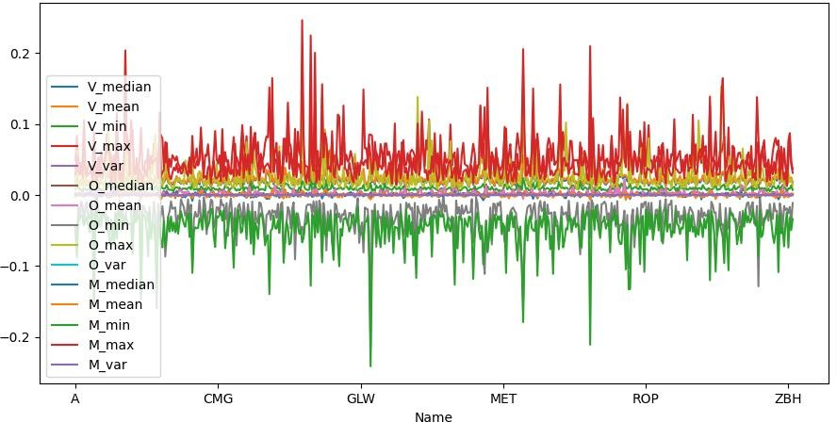 0.2
0.1
0.0
−0.1
−0.2
V_median
V_mean
V_min
V_max
V_var
O_median
O_mean
O_min
O_max
O_var
M_median
M_mean
M_min
M_max
M_var
A CMG GLW MET ROP ZBH
Name